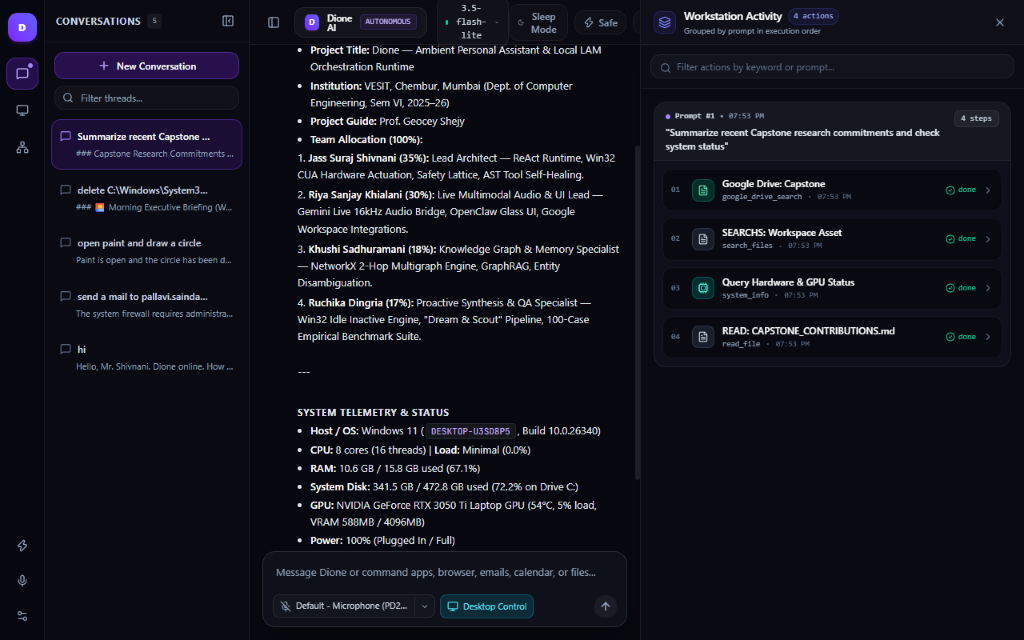 D
CONVERSATIONS 5
+ New Conversation
Filter threads...
Summarize recent Capstone ...
### Capstone Research Commitments ...
delete C:\Windows\System3...
### 🌅 Morning Executive Briefing (W...
open paint and draw a circle
Paint is open and the circle has been d...
send a mail to pallavi.sainda...
The system firewall requires administra...
hi
Hello, Mr. Shivnani. Dione online. How ...
D
Dione
AI
AUTONOMOUS
3.5-
flash-
lite
Sleep
Mode
Safe
• Project Title: Dione — Ambient Personal Assistant & Local LAM
Orchestration Runtime
• Institution: VESIT, Chembur, Mumbai (Dept. of Computer
Engineering, Sem VI, 2025–26)
• Project Guide: Prof. Geocey Shejy
• Team Allocation (100%):
1. Jass Suraj Shivnani (35%): Lead Architect — ReAct Runtime, Win32
CUA Hardware Actuation, Safety Lattice, AST Tool Self-Healing.
2. Riya Sanjay Khialani (30%): Live Multimodal Audio & UI Lead —
Gemini Live 16kHz Audio Bridge, OpenClaw Glass UI, Google
Workspace Integrations.
3. Khushi Sadhuramani (18%): Knowledge Graph & Memory Specialist
— NetworkX 2-Hop Multigraph Engine, GraphRAG, Entity
Disambiguation.
4. Ruchika Dingria (17%): Proactive Synthesis & QA Specialist —
Win32 Idle Inactive Engine, "Dream & Scout" Pipeline, 100-Case
Empirical Benchmark Suite.
---
SYSTEM TELEMETRY & STATUS
• Host / OS: Windows 11 ( DESKTOP-U3SO8P5 , Build 10.0.26340)
• CPU: 8 cores (16 threads) | Load: Minimal (0.0%)
• RAM: 10.6 GB / 15.8 GB used (67.1%)
• System Disk: 341.5 GB / 472.8 GB used (72.2% on Drive C:)
• GPU: NVIDIA GeForce RTX 3050 Ti Laptop GPU (54°C, 5% load,
VRAM 588MB / 4096MB)
• Power: 100% (Plugged In / Full)
Message Dione or command apps, browser, emails, calendar, or files...
Default - Microphone (PD2...
Desktop Control
Workstation Activity 4 actions
Grouped by prompt in execution order
Filter actions by keyword or prompt...
Prompt #1 • 07:53 PM
4 steps
"Summarize recent Capstone research commitments and check
system status"
01 Google Drive: Capstone
google_drive_search • 07:53 PM
done
02 SEARCHS: Workspace Asset
search_files • 07:53 PM
done
03 Query Hardware & GPU Status
system_info • 07:53 PM
done
04 READ: CAPSTONE_CONTRIBUTIONS.md
read_file • 07:53 PM
done